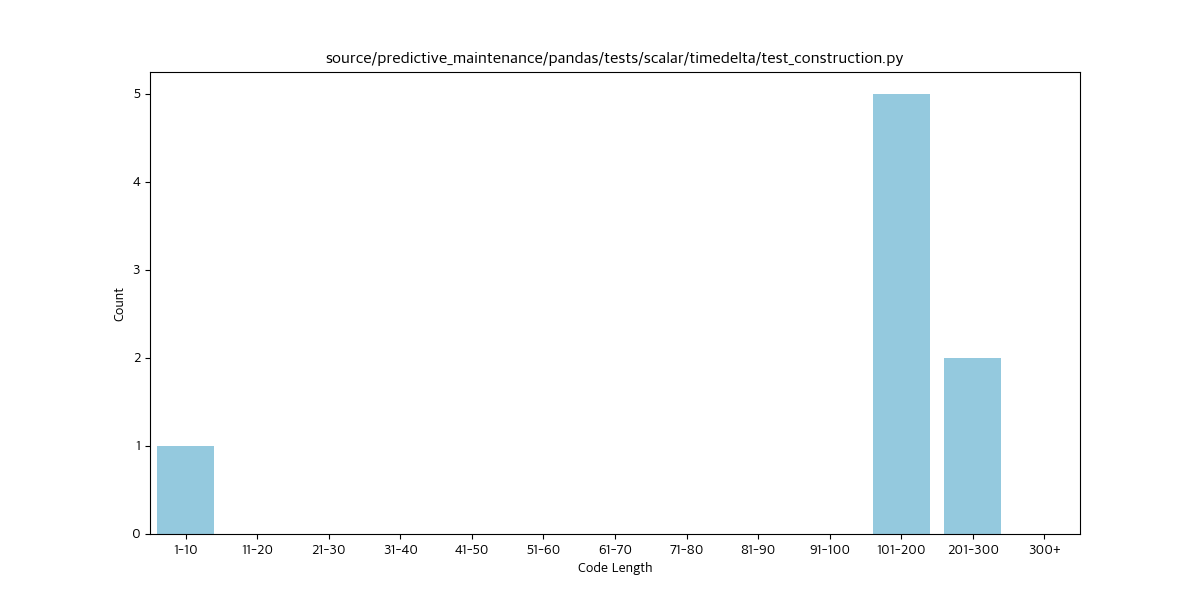 source/predictive_maintenance/pandas/tests/scalar/timedelta/test_construction.py
5
4
3
2
1
0
Count
1-10 11-20 21-30 31-40 41-50 51-60 61-70 71-80 81-90 91-100 101-200 201-300 300+
Code Length